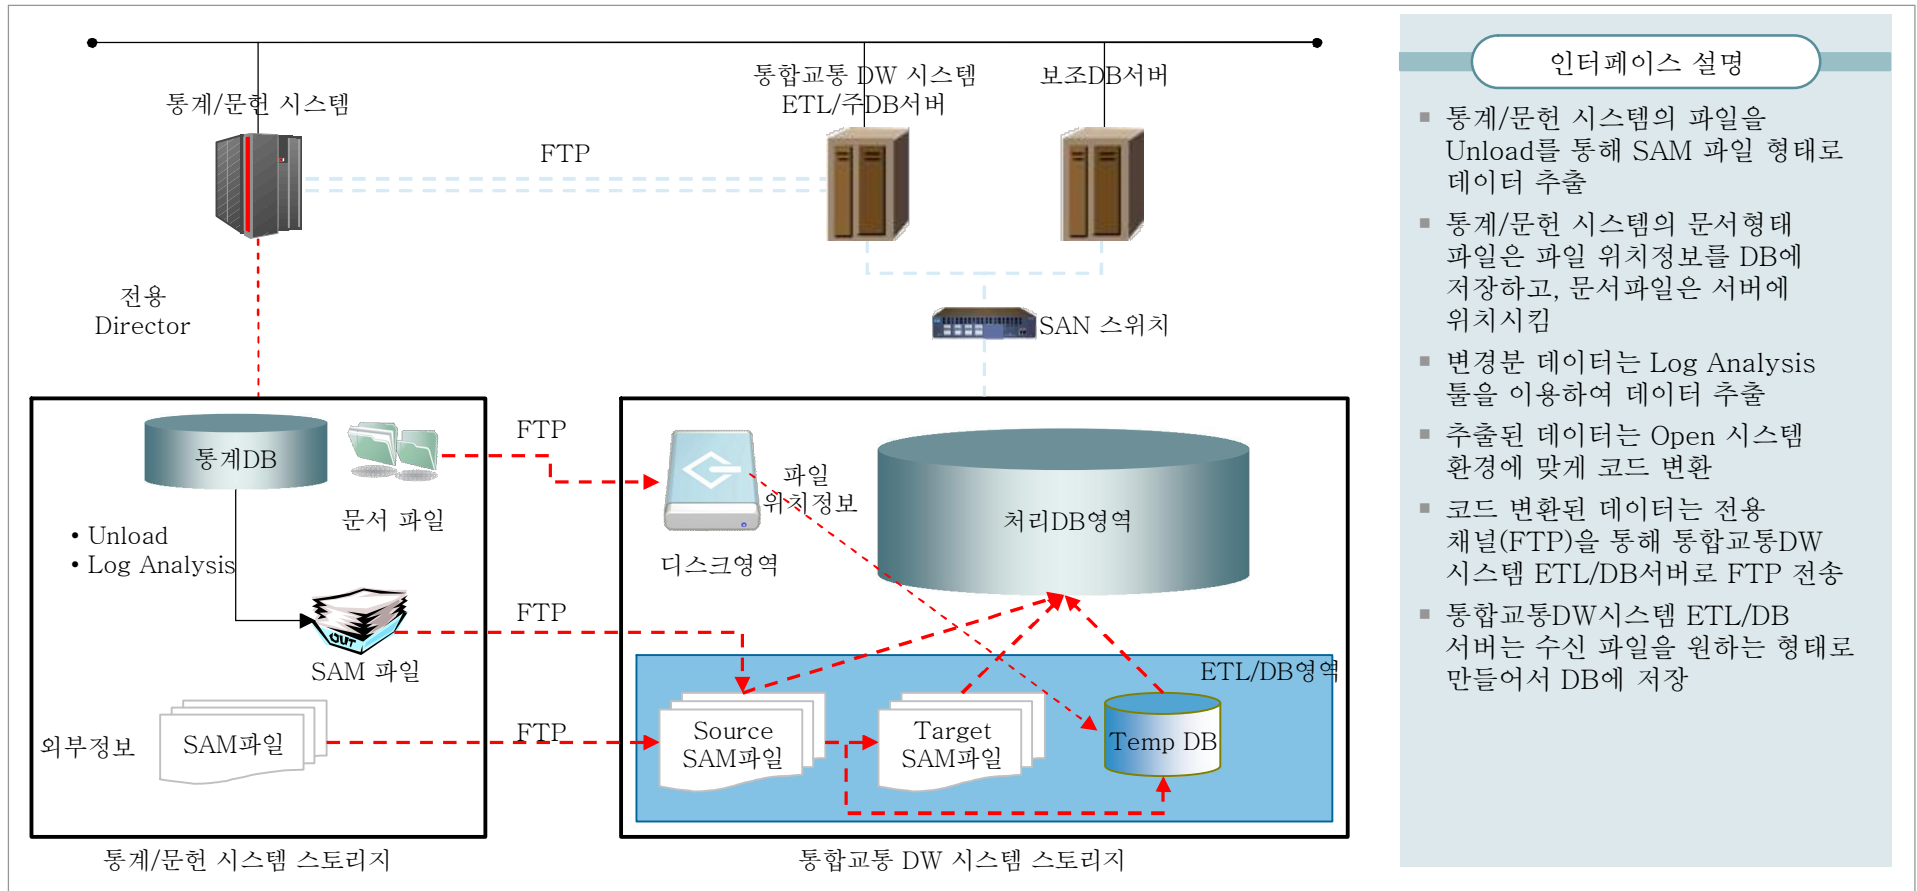 통계/문헌 시스템
통합교통 DW 시스템
ETL/주DB서버
보조DB서버
FTP
전용
Director
SAN 스위치
통계DB
문서 파일
• Unload
• Log Analysis
OUT
SAM 파일
외부정보
SAM파일
통계/문헌 시스템 스토리지
FTP
FTP
FTP
파일
위치정보
디스크영역
처리DB영역
ETL/DB영역
Source
SAM파일
Target
SAM파일
Temp DB
통합교통 DW 시스템 스토리지
인터페이스 설명
▪ 통계/문헌 시스템의 파일을
Unload를 통해 SAM 파일 형태로
데이터 추출
▪ 통계/문헌 시스템의 문서형태
파일은 파일 위치정보를 DB에
저장하고, 문서파일은 서버에
위치시킴
▪ 변경분 데이터는 Log Analysis
툴을 이용하여 데이터 추출
▪ 추출된 데이터는 Open 시스템
환경에 맞게 코드 변환
▪ 코드 변환된 데이터는 전용
채널(FTP)을 통해 통합교통DW
시스템 ETL/DB서버로 FTP 전송
▪ 통합교통DW시스템 ETL/DB
서버는 수신 파일을 원하는 형태로
만들어서 DB에 저장